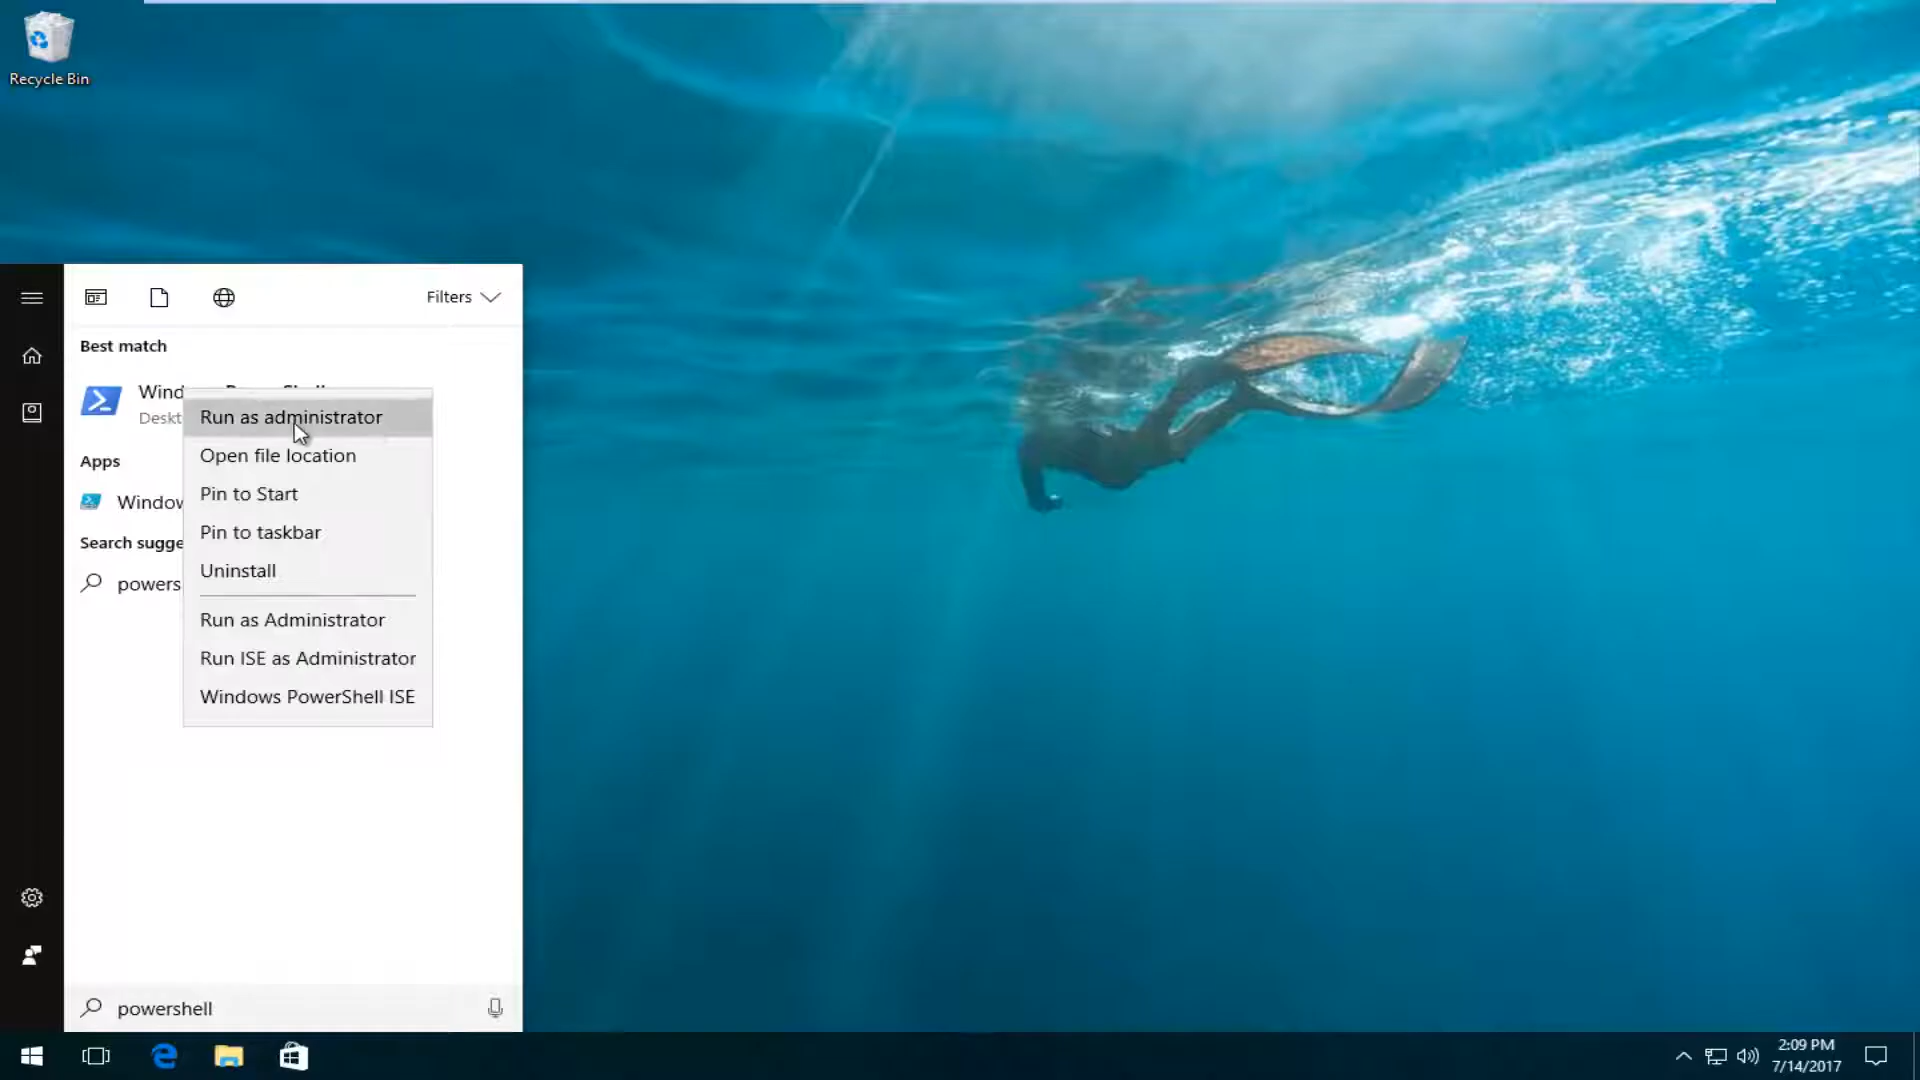 Recycle Bin
Filters
Best match
Wind
Deskt
Run as administrator
Open file location
Apps
Pin to Start
Window
Pin to taskbar
Search sugge
Uninstall
powers
Run as Administrator
Run ISE as Administrator
Windows PowerShell ISE
powershell
2:09 PM
7/14/2017